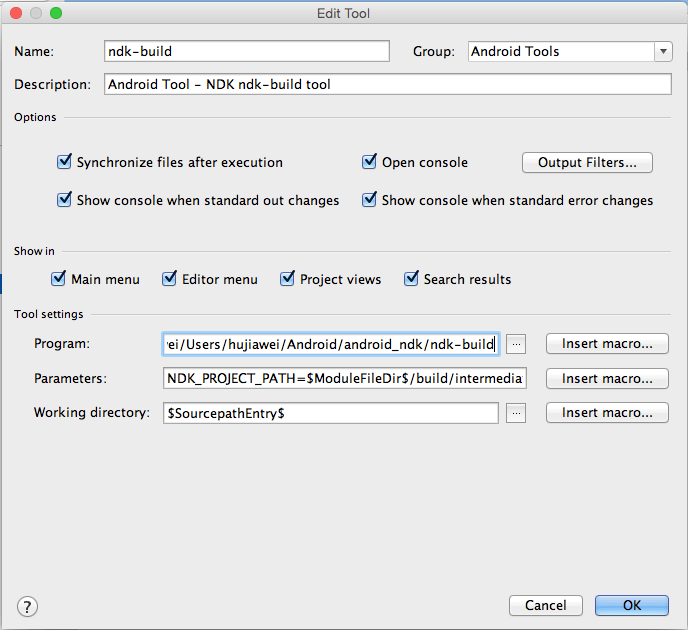 Edit Tool
Name: ndk-build Group: Android Tools
Description: Android Tool - NDK ndk-build tool
Options
Synchronize files after execution Open console Output Filters...
Show console when standard out changes Show console when standard error changes
Show in
Main menu Editor menu Project views Search results
Tool settings
Program: ei/Users/hujiawei/Android/android_ndk/ndk-build ... Insert macro...
Parameters: NDK_PROJECT_PATH=$ModuleFileDir$/build/intermedia Insert macro...
Working directory: $SourcepathEntry$ ... Insert macro...
? Cancel OK